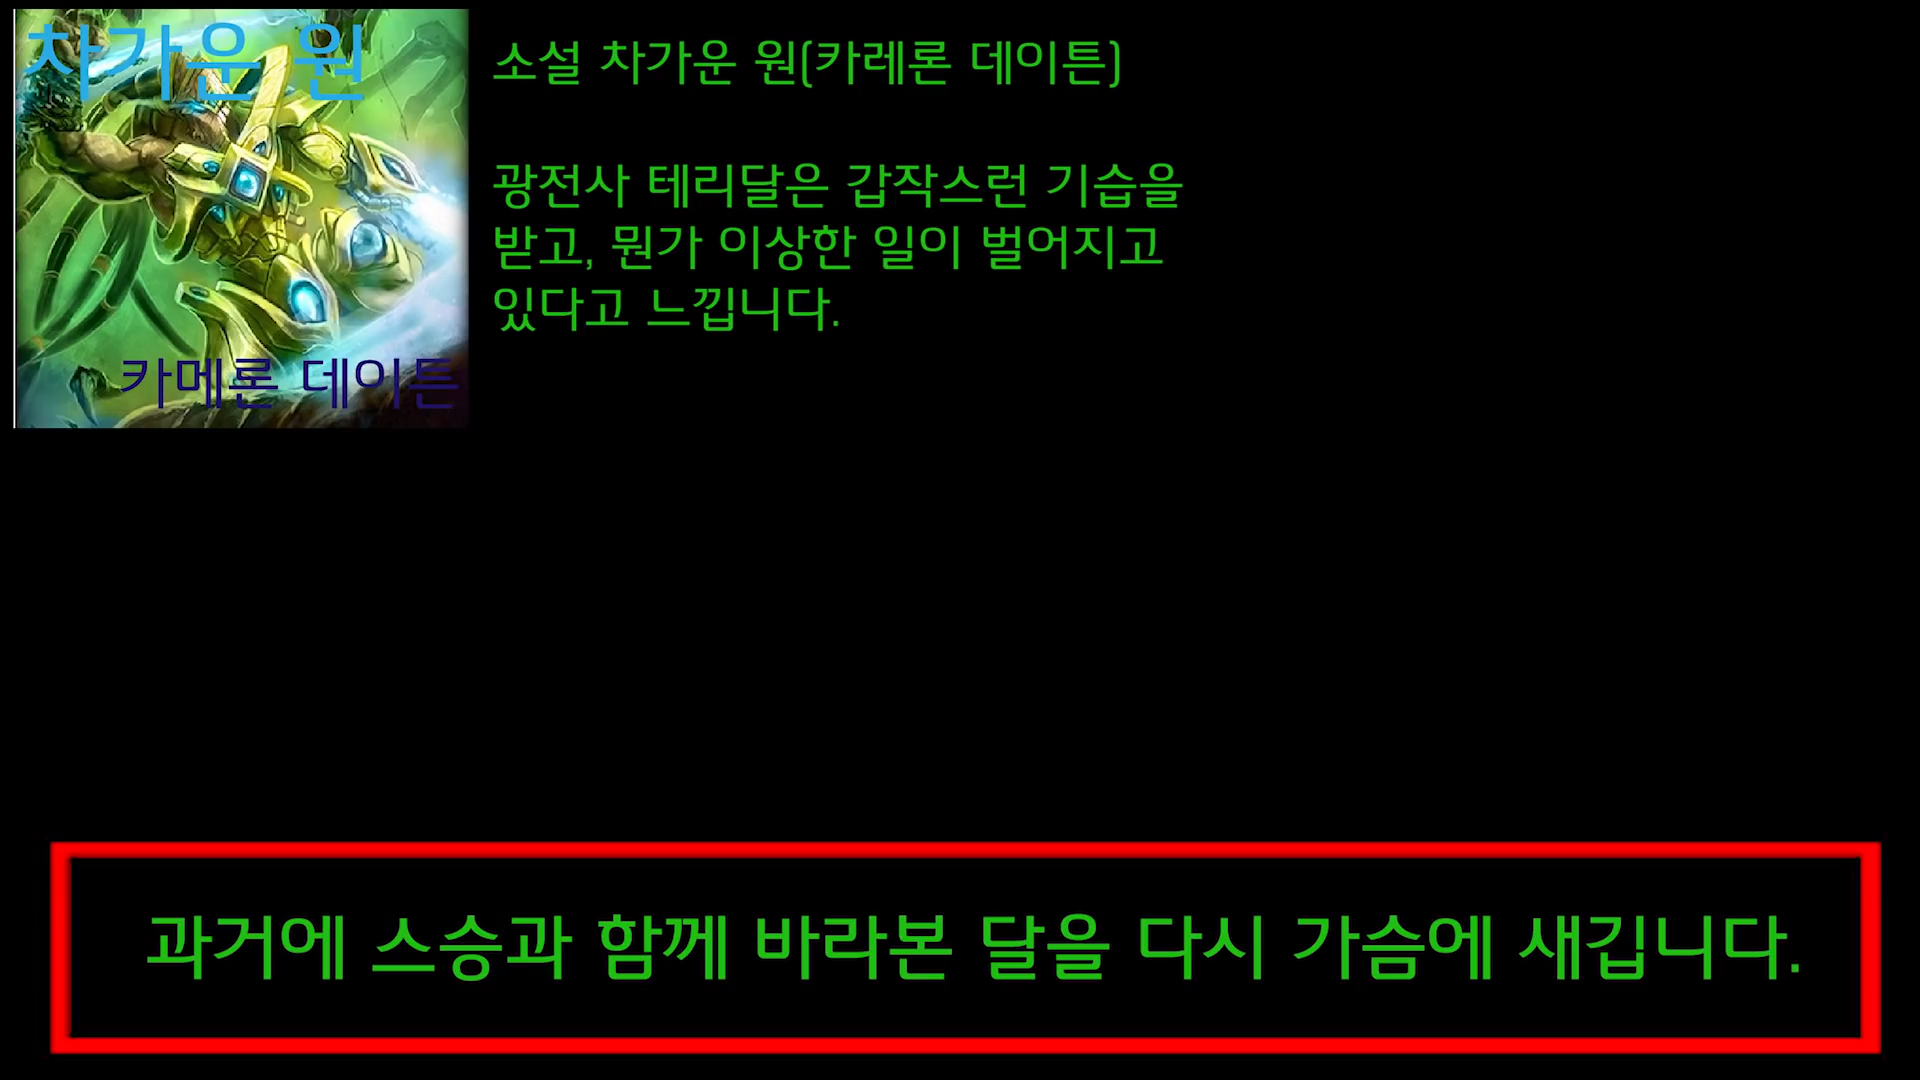 차가운 원
카메론 데이튼
소설 차가운 원(카레론 데이튼)
광전사 테리달은 갑작스런 기습을
받고, 뭔가 이상한 일이 벌어지고
있다고 느낍니다.
과거에 스승과 함께 바라본 달을 다시 가슴에 새깁니다.